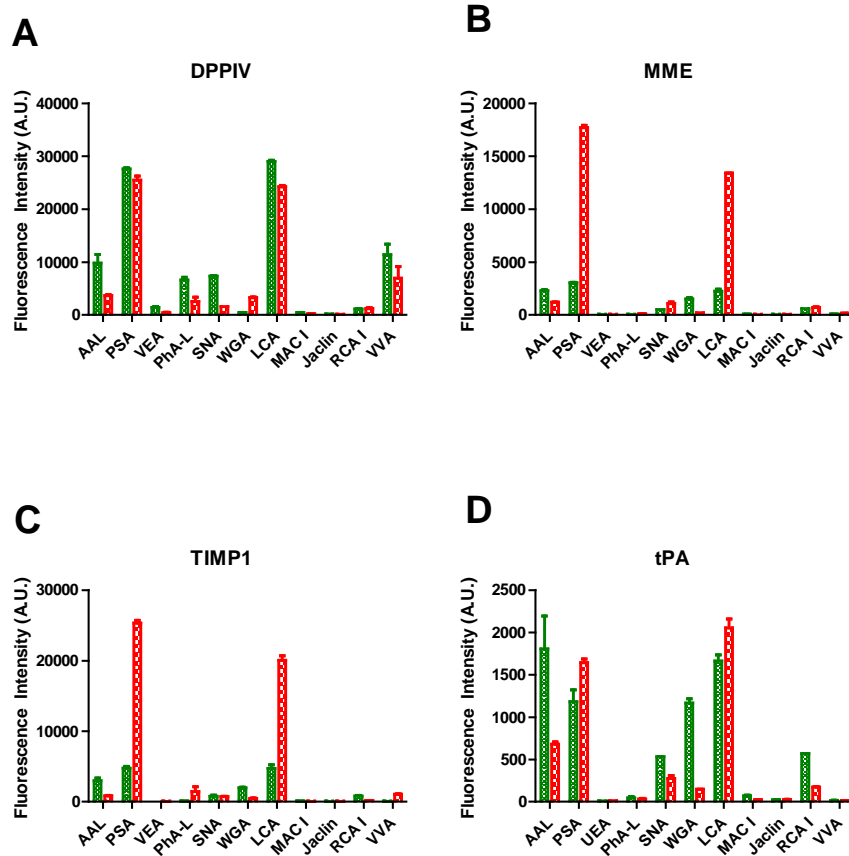 A
DPPIV
Fluorescence Intensity (A.U.)
40000
30000
20000
10000
0
AAL
PSA
VEA
PhA-L
SNA
WGA
LCA
MAC I
Jaclin
RCA I
VVA
B
MME
Fluorescence Intensity (A.U.)
20000
15000
10000
5000
0
AAL
PSA
VEA
PhA-L
SNA
WGA
LCA
MAC I
Jaclin
RCA I
VVA
C
TIMP1
Fluorescence Intensity (A.U.)
30000
20000
10000
0
AAL
PSA
VEA
PhA-L
SNA
WGA
LCA
MAC I
Jaclin
RCA I
VVA
D
tPA
Fluorescence Intensity (A.U.)
2500
2000
1500
1000
500
0
AAL
PSA
UEA
PhA-L
SNA
WGA
LCA
MAC I
Jaclin
RCA I
VVA